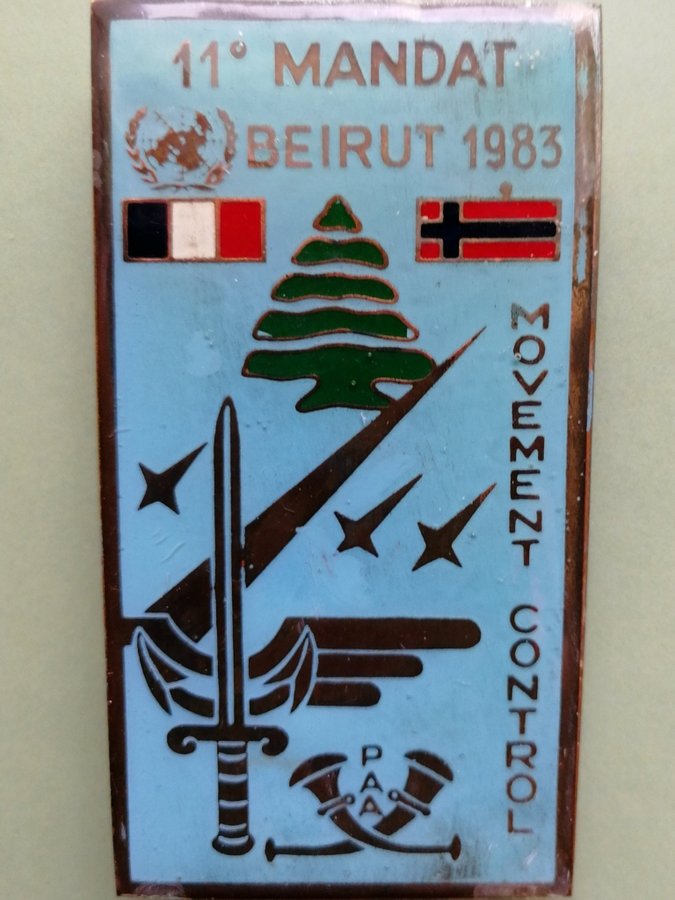 11° MANDAT
BEIRUT 1983
MOVEMENT CONTROL
PAA